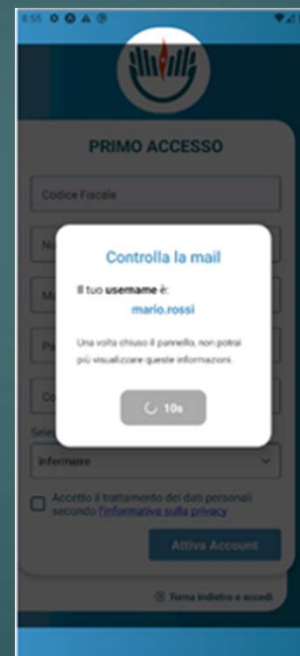 8:55
PRIMO ACCESSO
Codice Fiscale
Controlla la mail
Il tuo username è:
mario.rossi
Una volta chiuso il pannello, non potrai
più visualizzare queste informazioni.
10s
Infermiere
Accetto il trattamento dei dati personali
secondo l'informativa sulla privacy
Attiva Account
Torna indietro e accedi